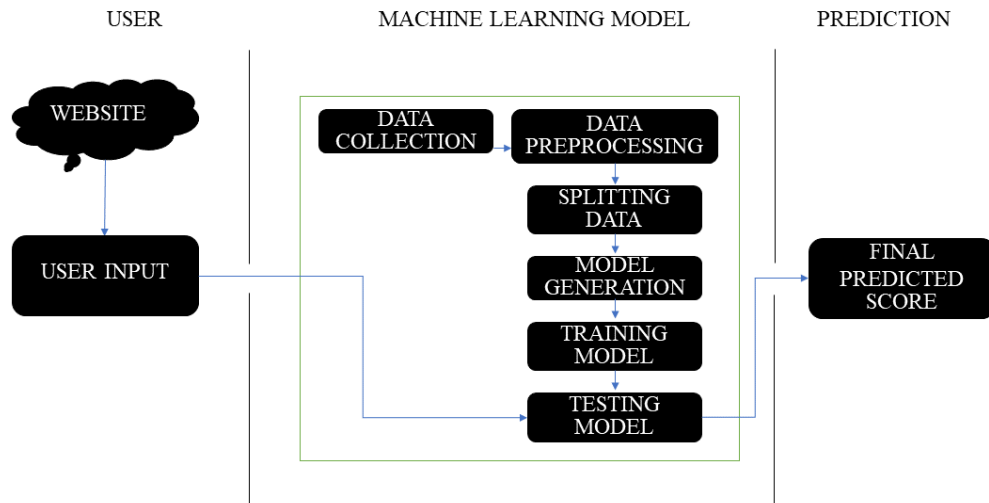 USER
MACHINE LEARNING MODEL
PREDICTION
WEBSITE
USER INPUT
DATA
COLLECTION
DATA
PREPROCESSING
SPLITTING
DATA
MODEL
GENERATION
TRAINING
MODEL
TESTING
MODEL
FINAL
PREDICTED
SCORE